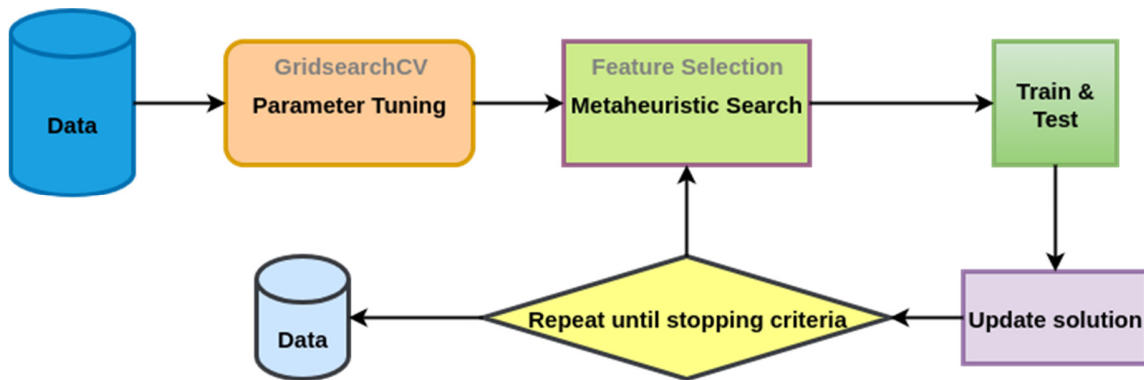 Data
GridsearchCV
Parameter Tuning
Feature Selection
Metaheuristic Search
Train &
Test
Data
Repeat until stopping criteria
Update solution